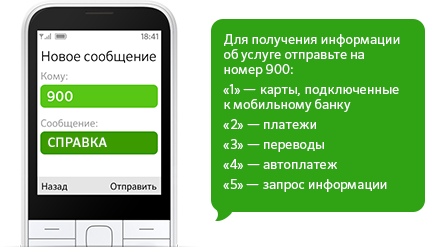 18:41
Новое сообщение
Кому:
900
Сообщение:
СПРАВКА
Назад Отправить
Для получения информации
об услуге отправьте на
номер 900:
«1» — карты, подключенные
к мобильному банку
«2» — платежи
«3» — переводы
«4» — автоплатеж
«5» — запрос информации